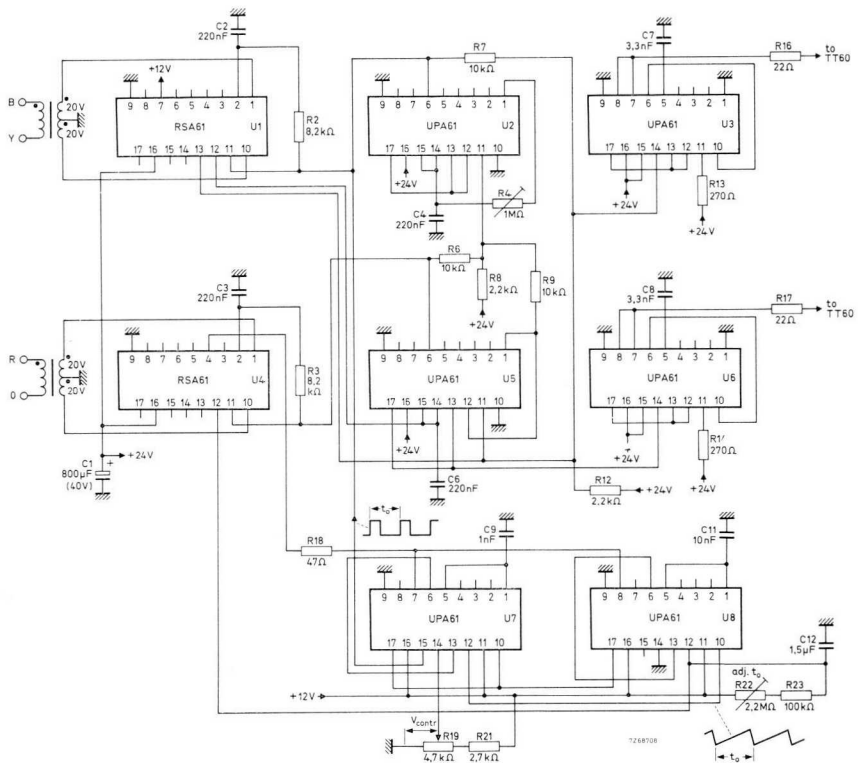 C2
220nF
R7
10kΩ
C7
3,3nF
R16
22Ω
to
TT60
+12V
B
Y
20V
20V
9 8 7 6 5 4 3 2 1
RSA61 U1
17 16 15 14 13 12 11 10
R2
8,2kΩ
9 8 7 6 5 4 3 2 1
UPA61 U2
17 16 15 14 13 12 11 10
+24V
C4
220nF
R4
1MΩ
9 8 7 6 5 4 3 2 1
UPA61 U3
17 16 15 14 13 12 11 10
+24V
R13
270Ω
+24V
R6
10kΩ
R8
2,2kΩ
+24V
R9
10kΩ
C3
220nF
C8
3,3nF
R17
22Ω
to
TT60
R
0
20V
20V
9 8 7 6 5 4 3 2 1
RSA61 U4
17 16 15 14 13 12 11 10
R3
8,2
kΩ
9 8 7 6 5 4 3 2 1
UPA61 U5
17 16 15 14 13 12 11 10
+24V
C6
220nF
9 8 7 6 5 4 3 2 1
UPA61 U6
17 16 15 14 13 12 11 10
+24V
270Ω
+24V
C1
800µF
(40V)
+
+24V
R12
2,2kΩ
+24V
to
R18
47Ω
C9
1nF
C11
10nF
9 8 7 6 5 4 3 2 1
UPA61 U7
17 16 15 14 13 12 11 10
9 8 7 6 5 4 3 2 1
UPA61 U8
17 16 15 14 13 12 11 10
C12
1,5µF
+12V
adj. to
R22
2,2MΩ
R23
100kΩ
Vcontr
R19
4,7kΩ
R21
2,7kΩ
7Z68708
to